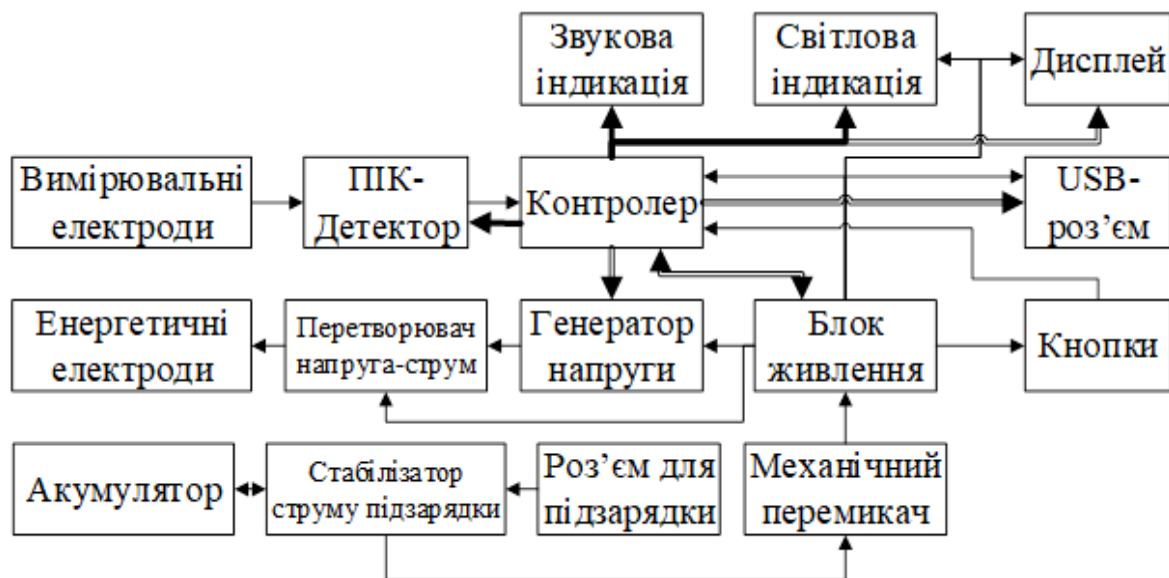 Звукова
індикація
Світлова
індикація
Дисплей
Вимірювальні
електроди
ПІК-
Детектор
Контролер
USB-
роз’єм
Енергетичні
електроди
Перетворювач
напруга-струм
Генератор
напруги
Блок
живлення
Кнопки
Акумулятор
Стабілізатор
струму підзарядки
Роз’єм для
підзарядки
Механічний
перемикач